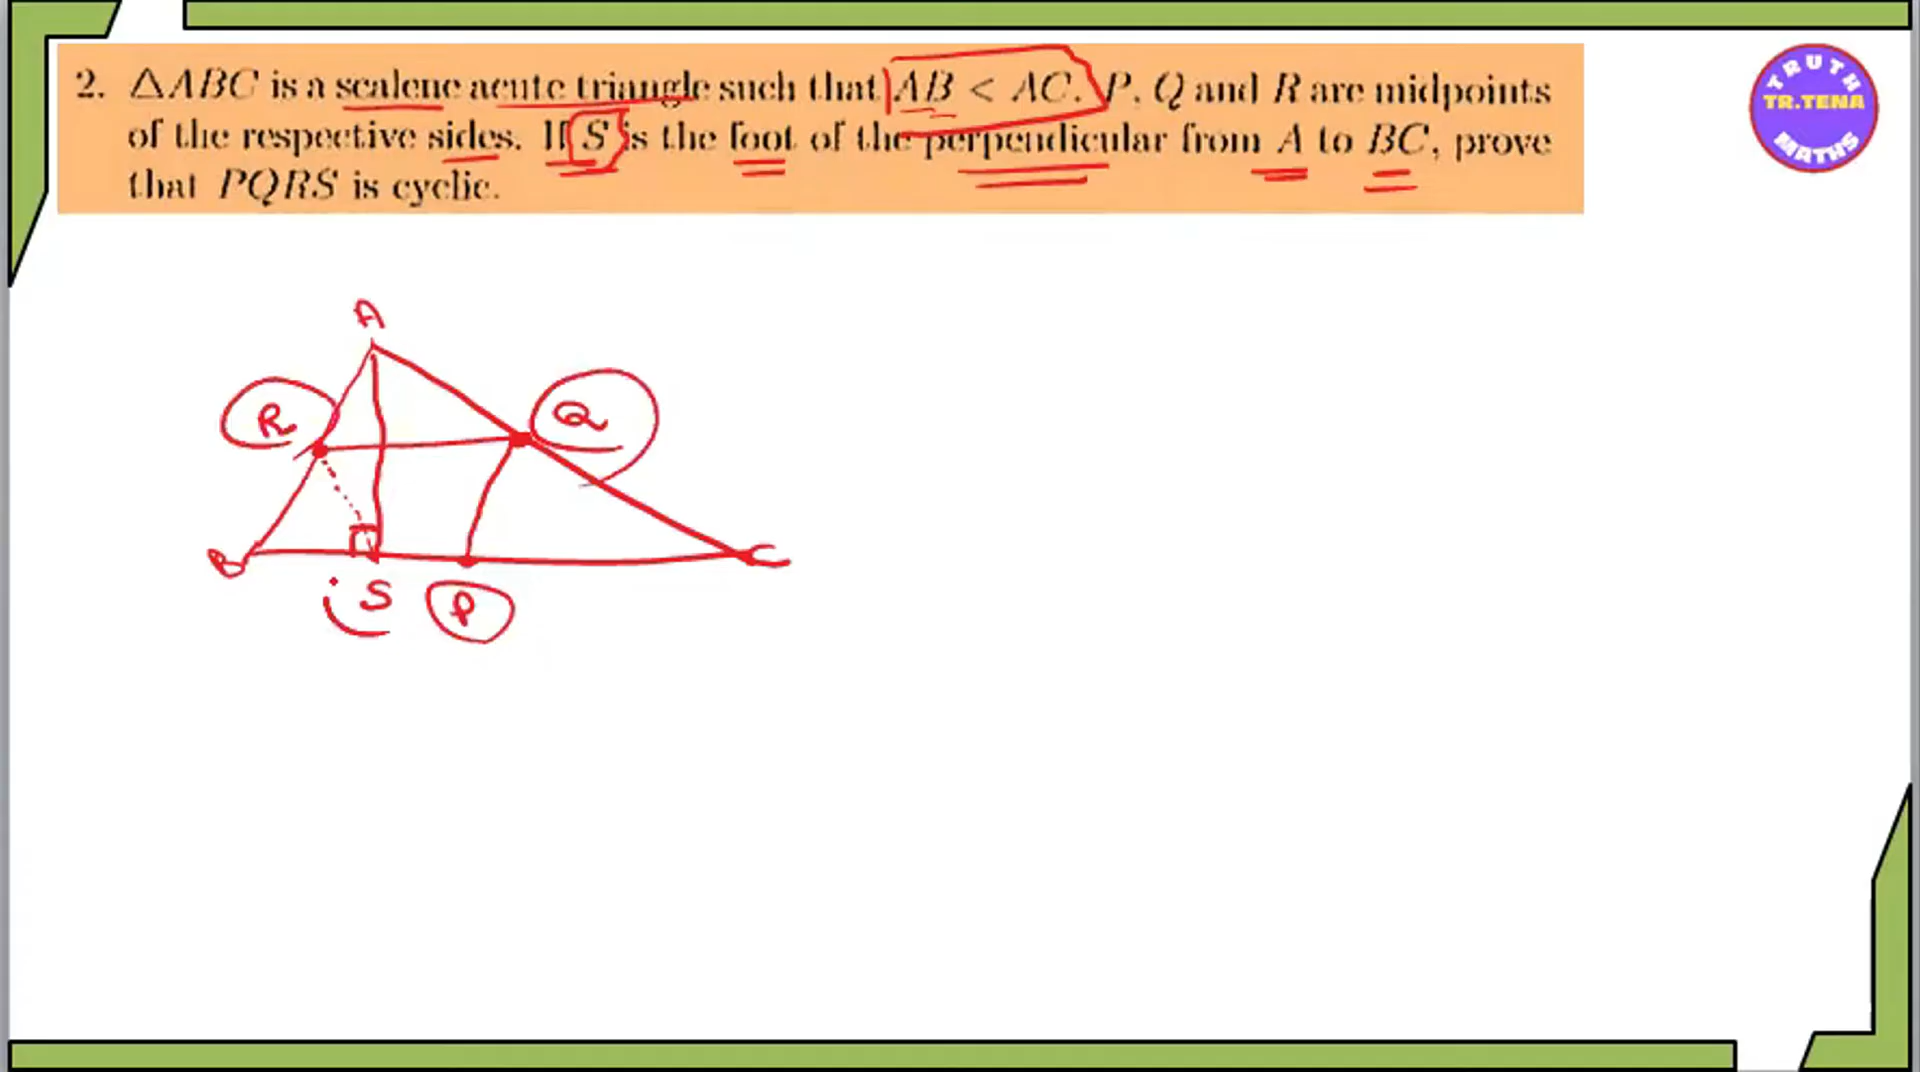 2. △ABC is a scalene acute triangle such that AB < AC. P, Q and R are midpoints
of the respective sides. If S is the foot of the perpendicular from A to BC, prove
that PQRS is cyclic.
TRUTH
TR.TENA
MATHS
A
R
Q
B
C
S
P